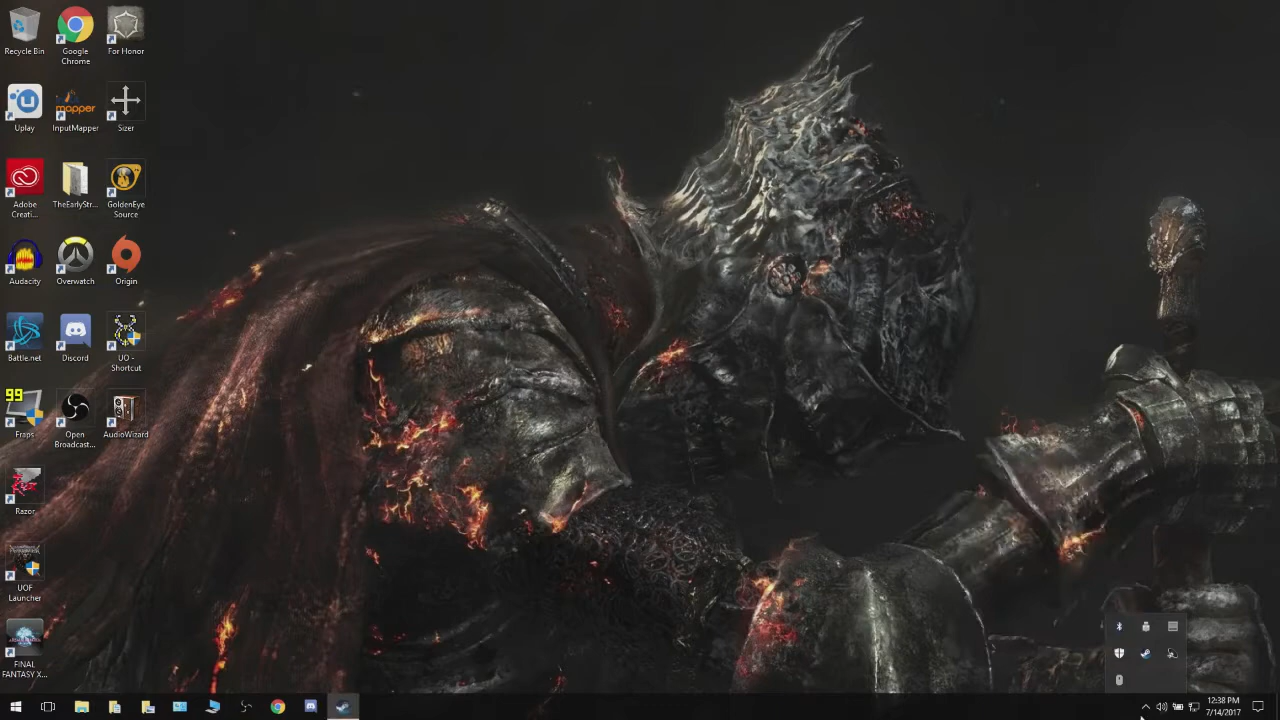 Recycle Bin
Google
Chrome
For Honor
Uplay
mapper
InputMapper
Sizer
Adobe
Creati...
TheEarlyStr...
GoldenEye
Source
Audacity
Overwatch
Origin
Battle.net
Discord
UO -
Shortcut
99
Fraps
Open
Broadcast...
AudioWizard
Razor
UOF
Launcher
FINAL
FANTASY X...
12:38 PM
7/14/2017